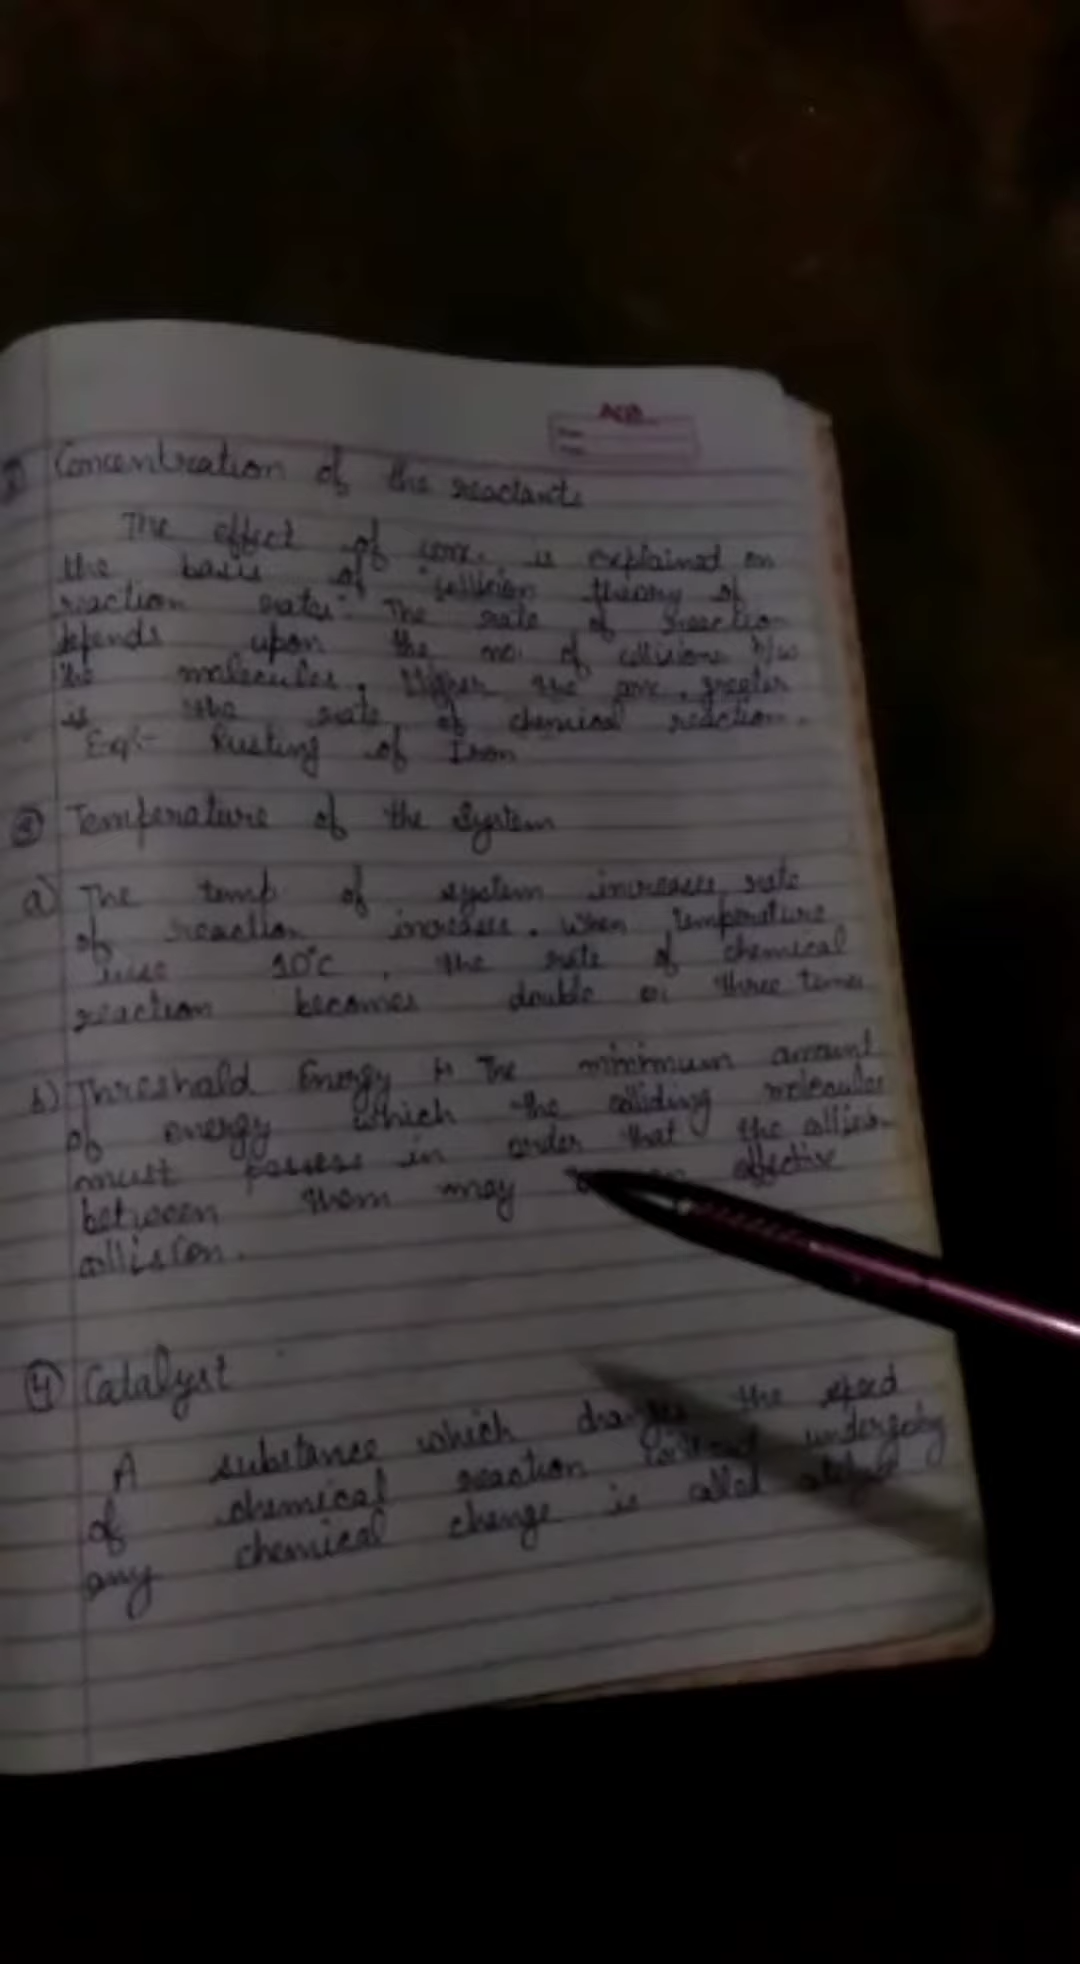 ② Concentration of the reactants
The effect of conc. is explained on
the basis of "collision theory of
reaction rates". The rate of reaction
depends upon the no. of collisions b/w
the molecules. Higher the conc. greater
is the rate of chemical reaction.
Exp:- Rusting of Iron
③ Temperature of the System
a) The temp of system increases, rate
of reaction increase. When temperature
10°C, the rate of chemical
reaction becomes double or three times
b) Threshold Energy :- The minimum amount
of energy which the colliding molecules
must possess in order that the
between them may effective
collision.
④ Catalyst
A substance which changes the speed
of chemical reaction without undergoing
any chemical change is called